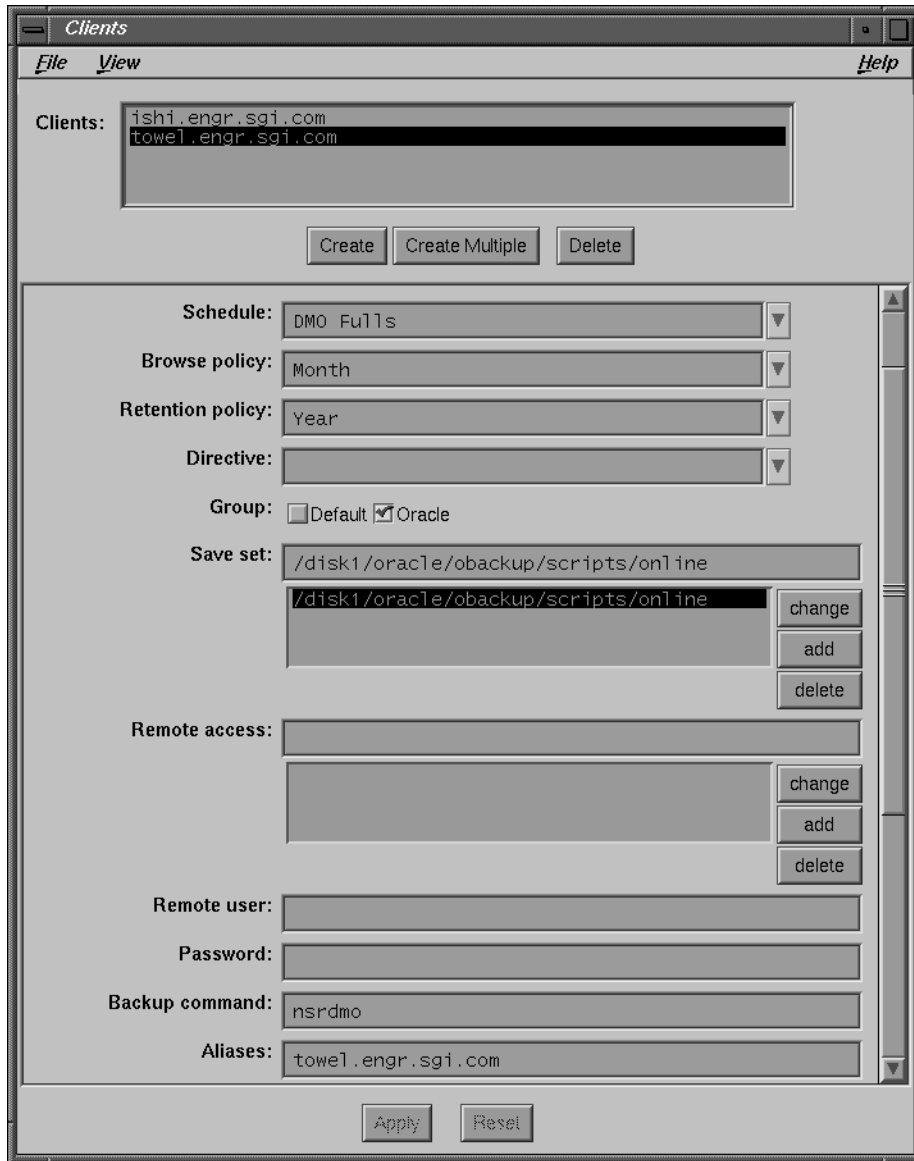 Clients
File View Help
Clients:
ishi.engr.sgi.com
towel.engr.sgi.com
Create Create Multiple Delete
Schedule: DMO Fulls
Browse policy: Month
Retention policy: Year
Directive:
Group: Default Oracle
Save set: /disk1/oracle/obackup/scripts/online
/disk1/oracle/obackup/scripts/online
change
add
delete
Remote access:
change
add
delete
Remote user:
Password:
Backup command: nsrdmo
Aliases: towel.engr.sgi.com
Apply Reset